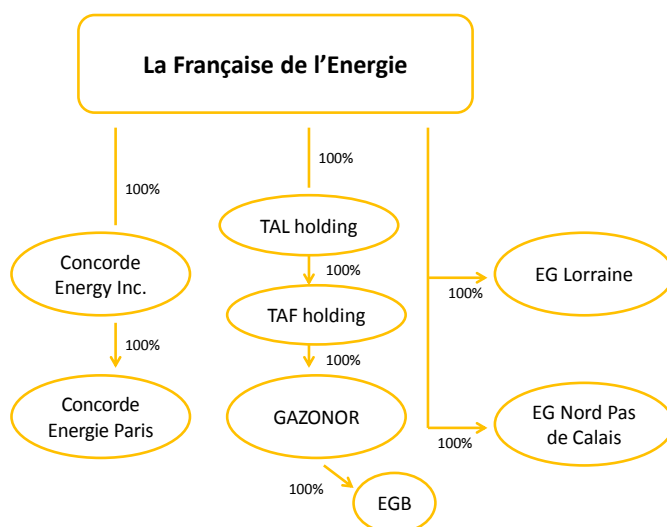 La Française de l'Energie
100%
100%
100%
TAL holding
Concorde
Energy Inc.
100%
EG Lorraine
100%
TAF holding
100%
100%
Concorde
Energie Paris
GAZONOR
EG Nord Pas
de Calais
100%
100%
EGB